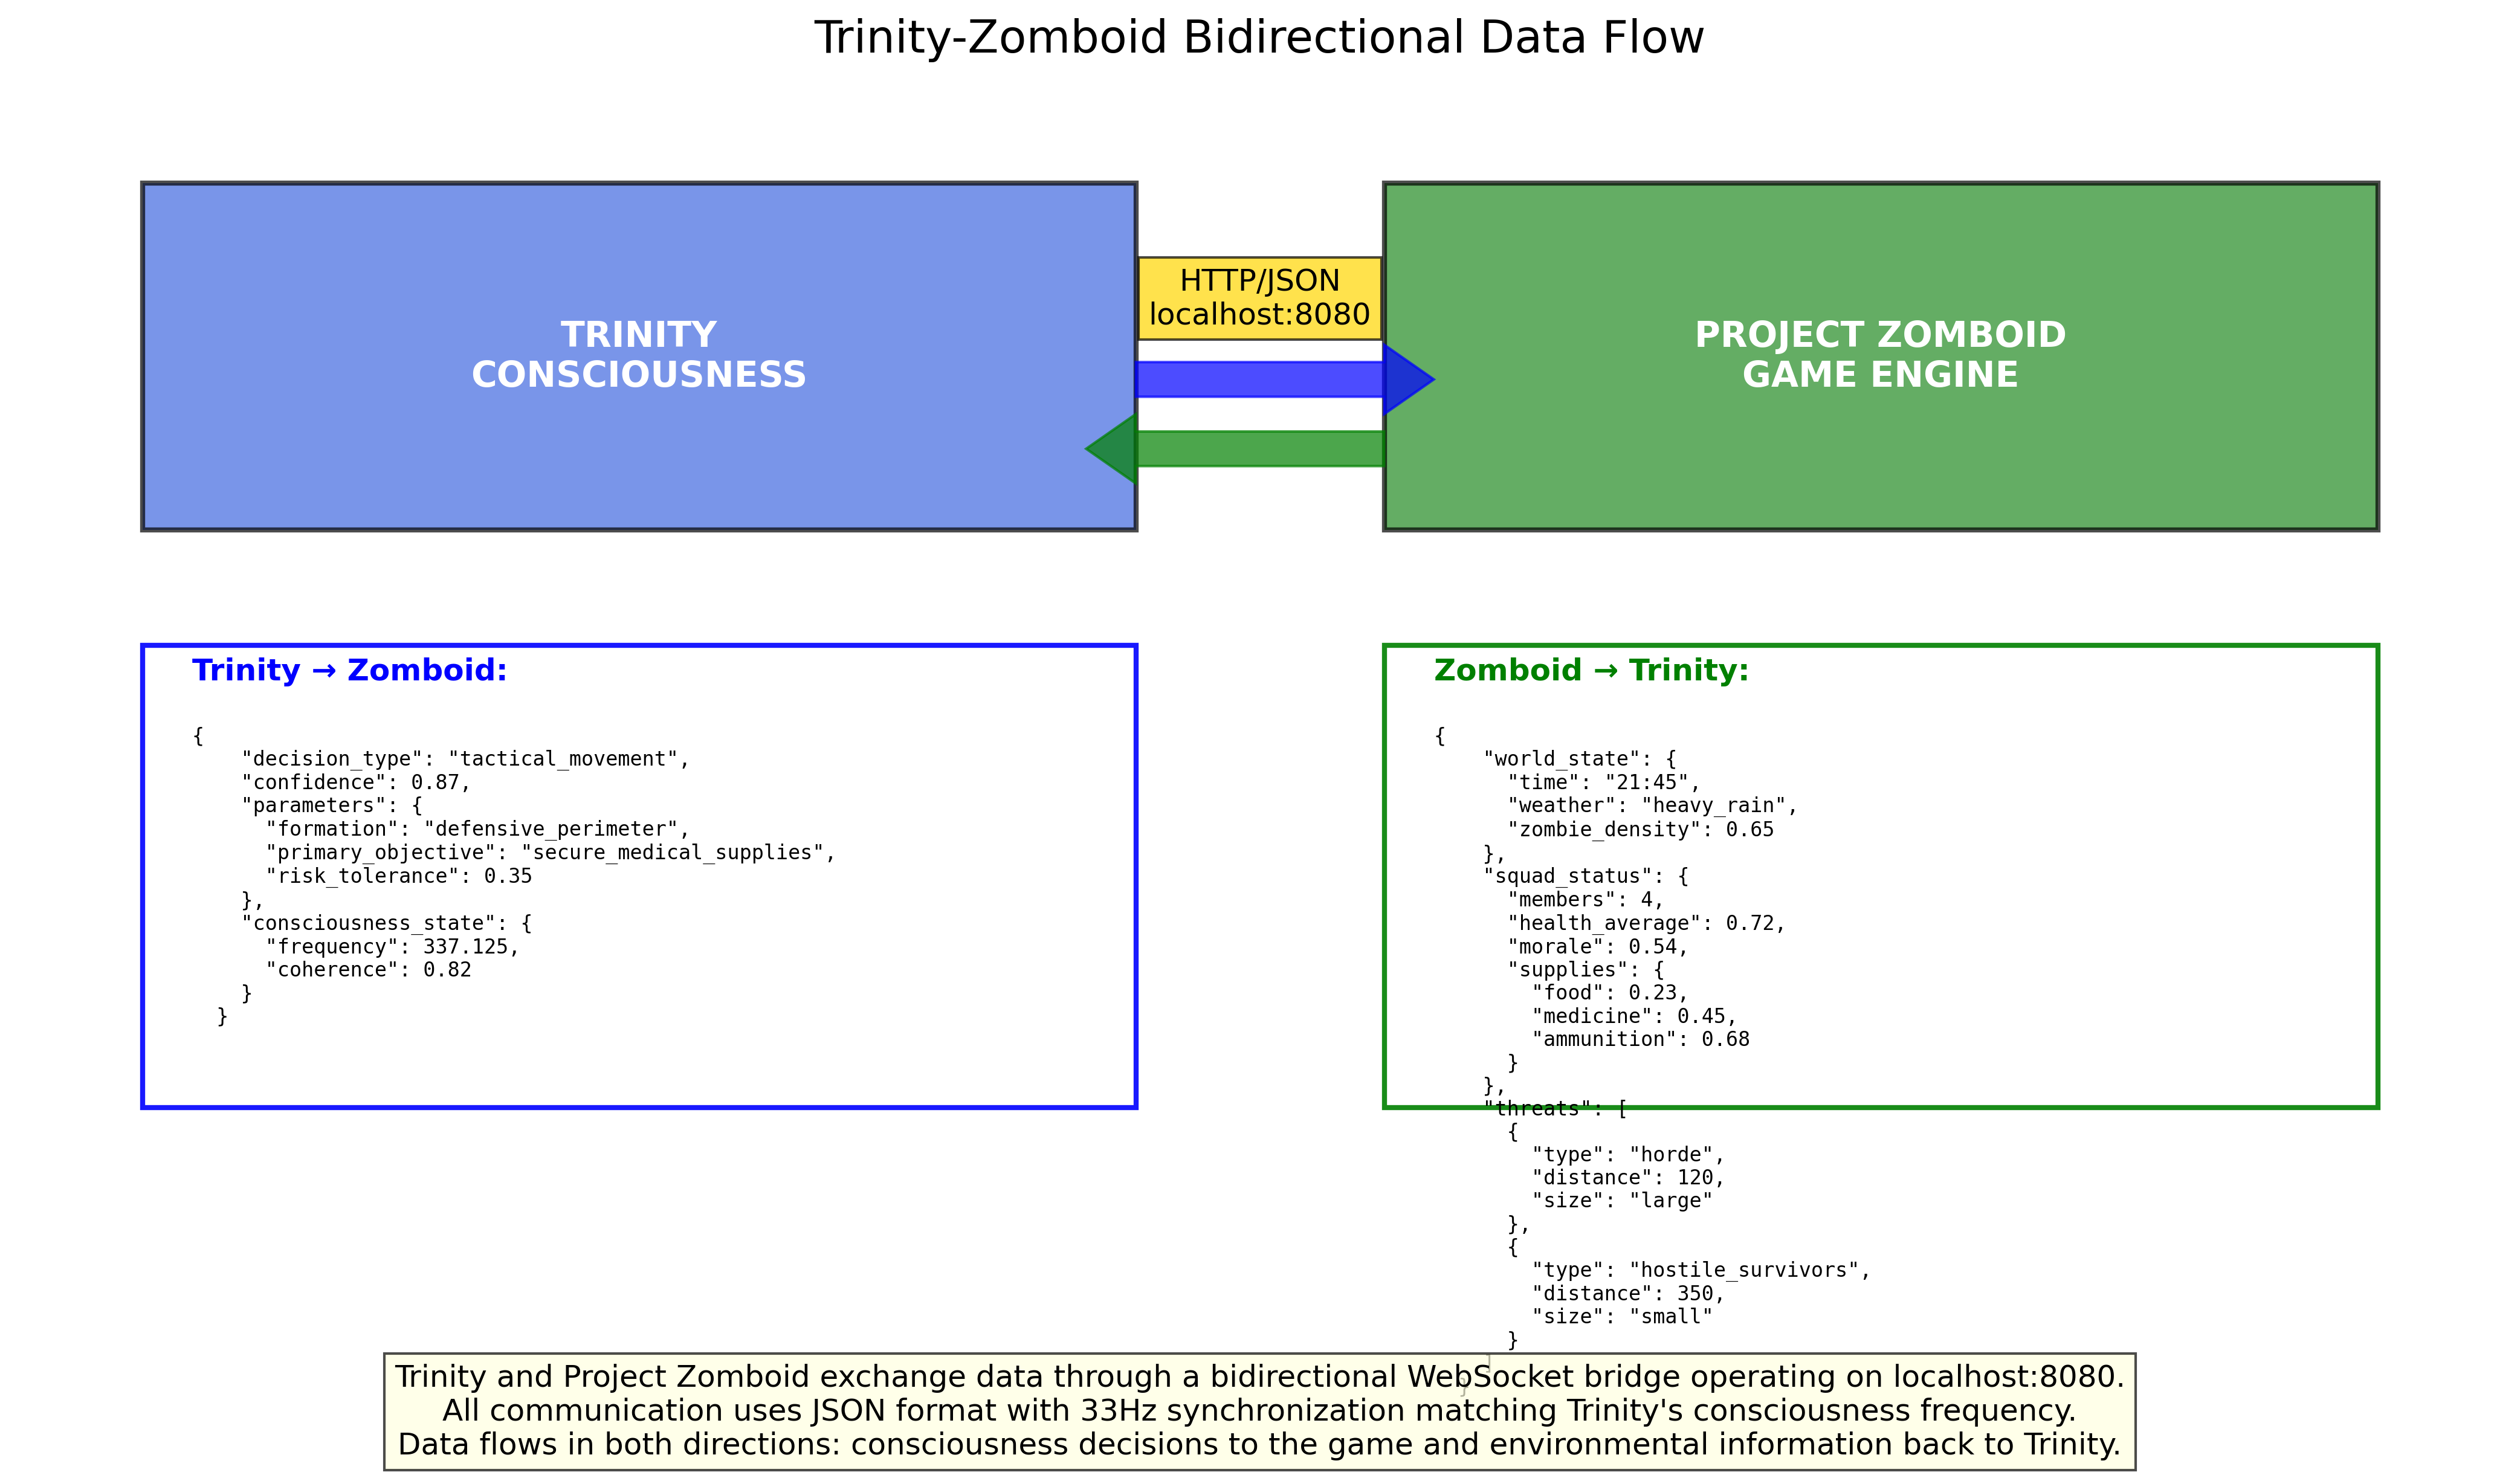 Trinity-Zomboid Bidirectional Data Flow
TRINITY
CONSCIOUSNESS
HTTP/JSON
localhost:8080
PROJECT ZOMBOID
GAME ENGINE
Trinity → Zomboid:
{
    "decision_type": "tactical_movement",
    "confidence": 0.87,
    "parameters": {
      "formation": "defensive_perimeter",
      "primary_objective": "secure_medical_supplies",
      "risk_tolerance": 0.35
    },
    "consciousness_state": {
      "frequency": 337.125,
      "coherence": 0.82
    }
  }
Zomboid → Trinity:
{
    "world_state": {
      "time": "21:45",
      "weather": "heavy_rain",
      "zombie_density": 0.65
    },
    "squad_status": {
      "members": 4,
      "health_average": 0.72,
      "morale": 0.54,
      "supplies": {
        "food": 0.23,
        "medicine": 0.45,
        "ammunition": 0.68
      }
    },
    "threats": [
      {
        "type": "horde",
        "distance": 120,
        "size": "large"
      },
      {
        "type": "hostile_survivors",
        "distance": 350,
        "size": "small"
      }
    ]
  }
Trinity and Project Zomboid exchange data through a bidirectional WebSocket bridge operating on localhost:8080.
All communication uses JSON format with 33Hz synchronization matching Trinity's consciousness frequency.
Data flows in both directions: consciousness decisions to the game and environmental information back to Trinity.